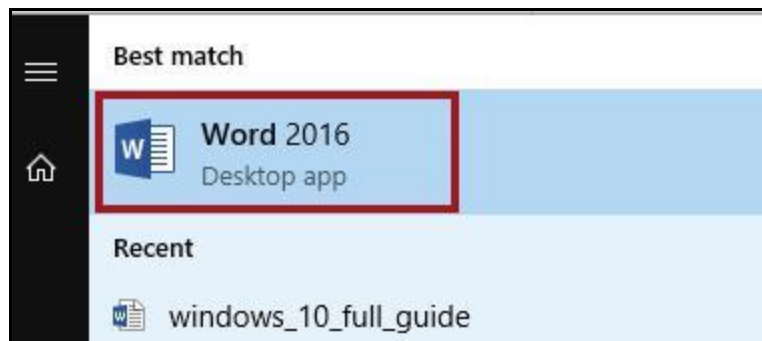 Best match
Word 2016
Desktop app
Recent
windows_10_full_guide